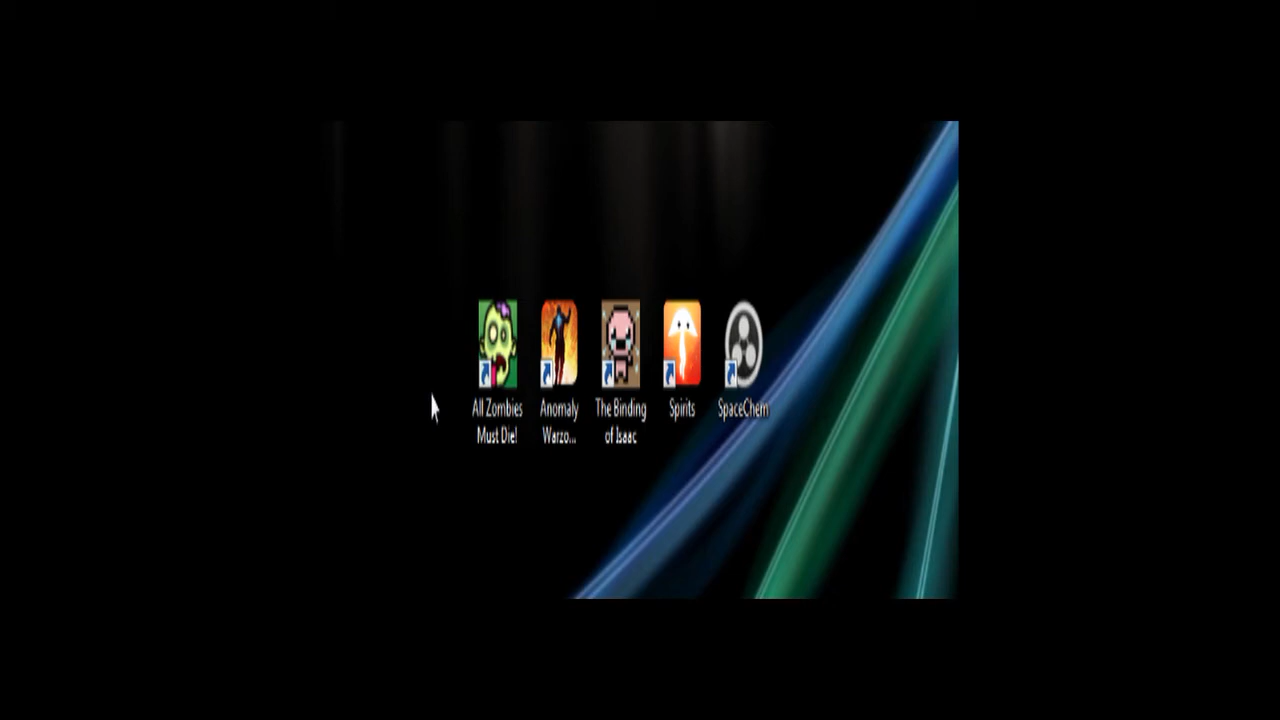 All Zombies
Must Die!
Anomaly
Warzo...
The Binding
of Isaac
Spirits
SpaceChem